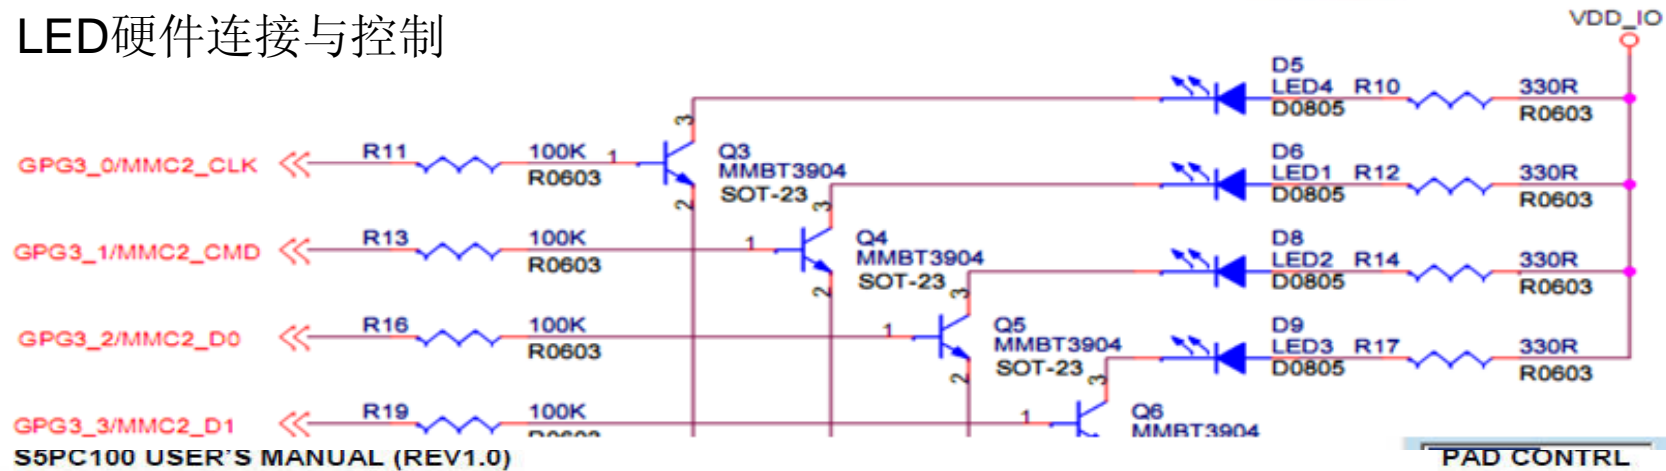 LED硬件连接与控制
VDD_IO
D5
LED4 R10 330R
D0805 R0603
3
GPG3_0/MMC2_CLK R11 100K 1 Q3
R0603 MMBT3904
SOT-23
2
D6
LED1 R12 330R
D0805 R0603
3
GPG3_1/MMC2_CMD R13 100K 1 Q4
R0603 MMBT3904
SOT-23
2
D8
LED2 R14 330R
D0805 R0603
3
GPG3_2/MMC2_D0 R16 100K 1 Q5
R0603 MMBT3904
SOT-23
2
D9
LED3 R17 330R
D0805 R0603
3
GPG3_3/MMC2_D1 R19 100K 1 Q6
MMBT3904
S5PC100 USER'S MANUAL (REV1.0) PAD CONTRL